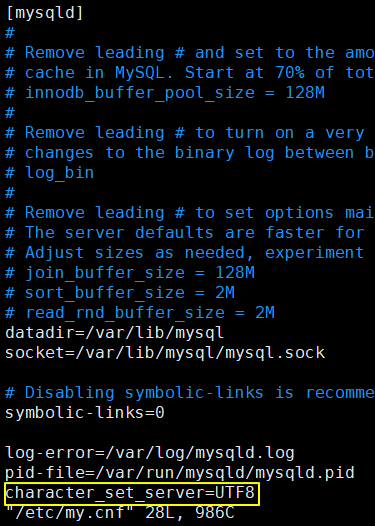 [mysqld]
#
# Remove leading # and set to the amo
# cache in MySQL. Start at 70% of tot
# innodb_buffer_pool_size = 128M
#
# Remove leading # to turn on a very
# changes to the binary log between b
# log_bin
#
# Remove leading # to set options mai
# The server defaults are faster for
# Adjust sizes as needed, experiment
# join_buffer_size = 128M
# sort_buffer_size = 2M
# read_rnd_buffer_size = 2M
datadir=/var/lib/mysql
socket=/var/lib/mysql/mysql.sock
# Disabling symbolic-links is recomme
symbolic-links=0
log-error=/var/log/mysqld.log
pid-file=/var/run/mysqld/mysqld.pid
character_set_server=UTF8
"/etc/my.cnf" 28L, 986C